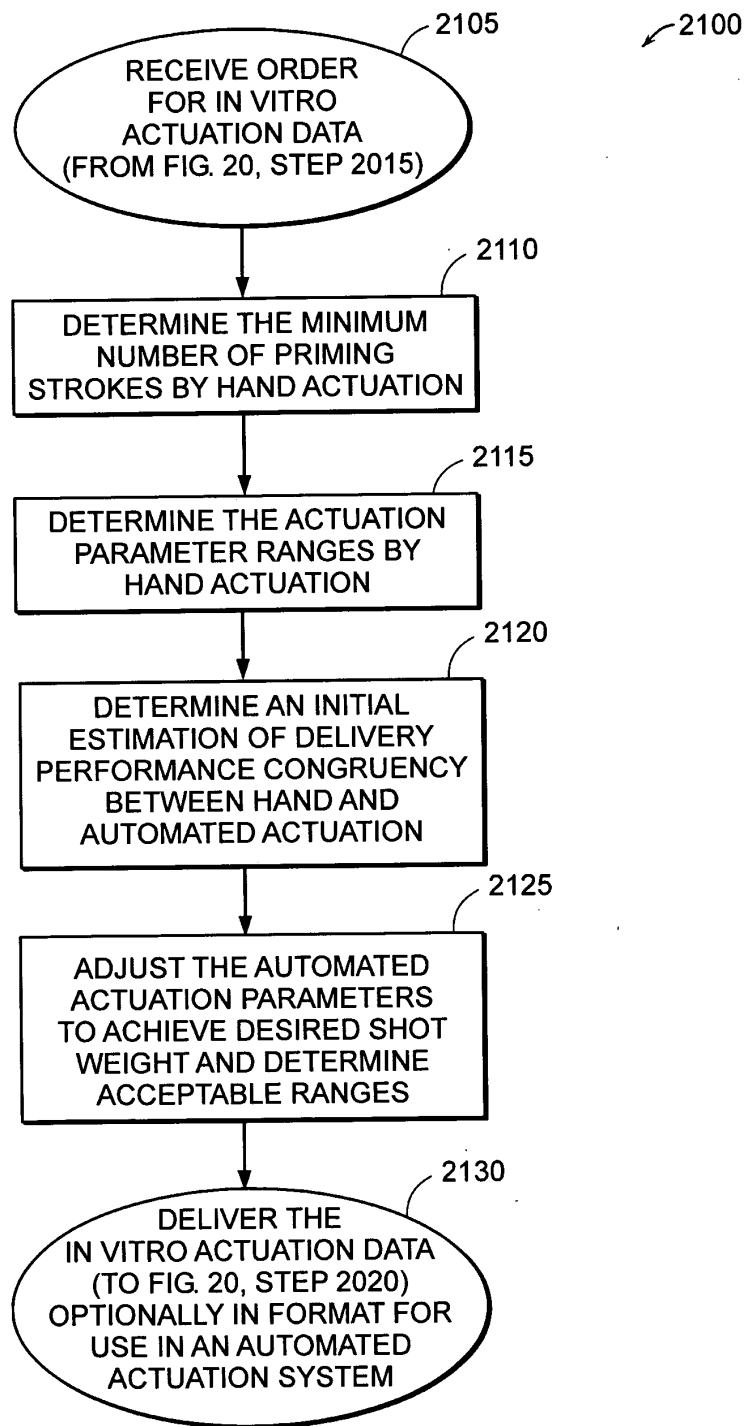 2105
2100
RECEIVE ORDER
FOR IN VITRO
ACTUATION DATA
(FROM FIG. 20, STEP 2015)
2110
DETERMINE THE MINIMUM
NUMBER OF PRIMING
STROKES BY HAND ACTUATION
2115
DETERMINE THE ACTUATION
PARAMETER RANGES BY
HAND ACTUATION
2120
DETERMINE AN INITIAL
ESTIMATION OF DELIVERY
PERFORMANCE CONGRUENCY
BETWEEN HAND AND
AUTOMATED ACTUATION
2125
ADJUST THE AUTOMATED
ACTUATION PARAMETERS
TO ACHIEVE DESIRED SHOT
WEIGHT AND DETERMINE
ACCEPTABLE RANGES
2130
DELIVER THE
IN VITRO ACTUATION DATA
(TO FIG. 20, STEP 2020)
OPTIONALLY IN FORMAT FOR
USE IN AN AUTOMATED
ACTUATION SYSTEM